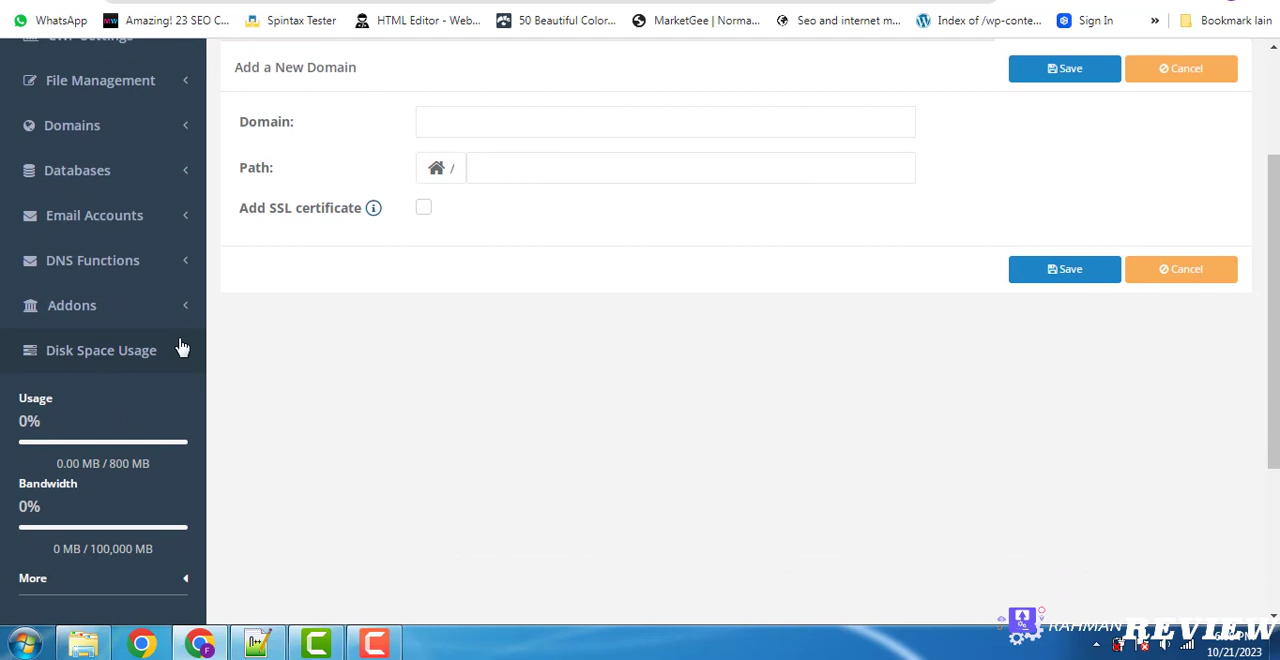 WhatsApp
Amazing! 23 SEO C...
Spintax Tester
HTML Editor - Web...
50 Beautiful Color...
MarketGee | Norma...
Seo and internet m...
Index of /wp-conte...
Sign In
»
Bookmark lain
File Management
Domains
Databases
Email Accounts
DNS Functions
Addons
Disk Space Usage
Usage
0%
0.00 MB / 800 MB
Bandwidth
0%
0 MB / 100,000 MB
More
Add a New Domain
Save
Cancel
Domain:
Path:
/
Add SSL certificate
Save
Cancel
RAHMAN REVIEW
10/21/2023